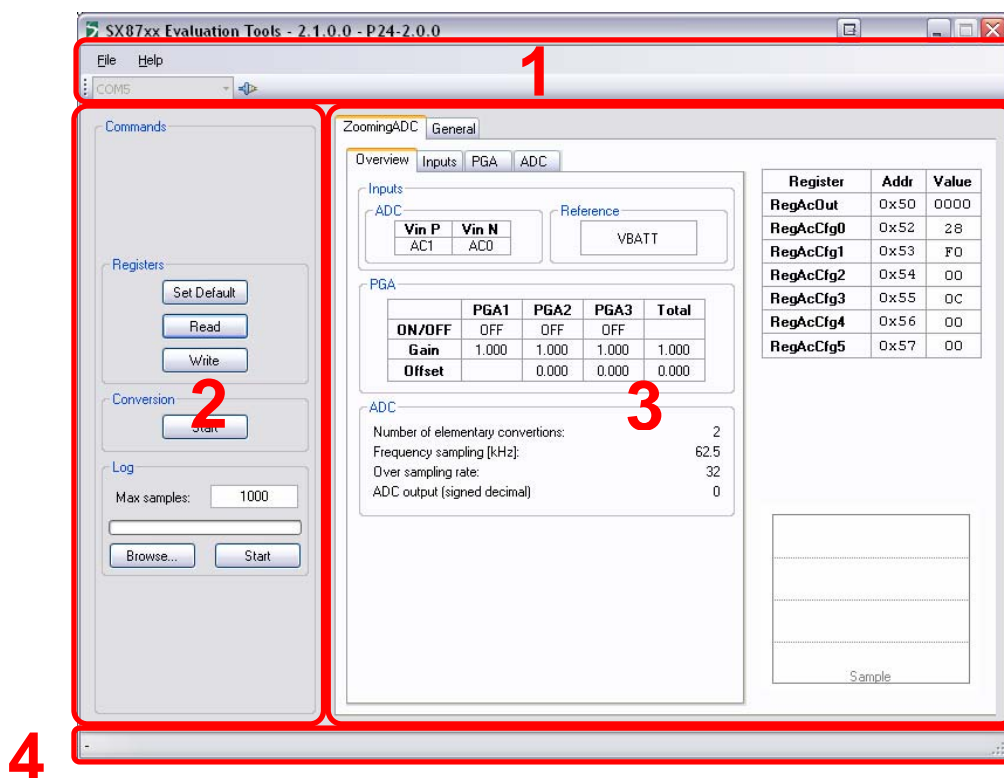 SX87xx Evaluation Tools - 2.1.0.0 - P24-2.0.0
File Help
1
COM5
Commands
Registers
Set Default
Read
Write
2
Conversion
Start
Log
Max samples: 1000
Browse... Start
ZoomingADC General
Overview Inputs PGA ADC
Inputs
ADC
Vin P Vin N
AC1 AC0
Reference
VBATT
PGA
PGA1 PGA2 PGA3 Total
ON/OFF OFF OFF OFF
Gain 1.000 1.000 1.000 1.000
Offset 0.000 0.000 0.000
3
ADC
Number of elementary convertions: 2
Frequency sampling [kHz]: 62.5
Over sampling rate: 32
ADC output (signed decimal) 0
Register Addr Value
RegAcOut 0x50 0000
RegAcCfg0 0x52 28
RegAcCfg1 0x53 F0
RegAcCfg2 0x54 00
RegAcCfg3 0x55 0C
RegAcCfg4 0x56 00
RegAcCfg5 0x57 00
Sample
4
-